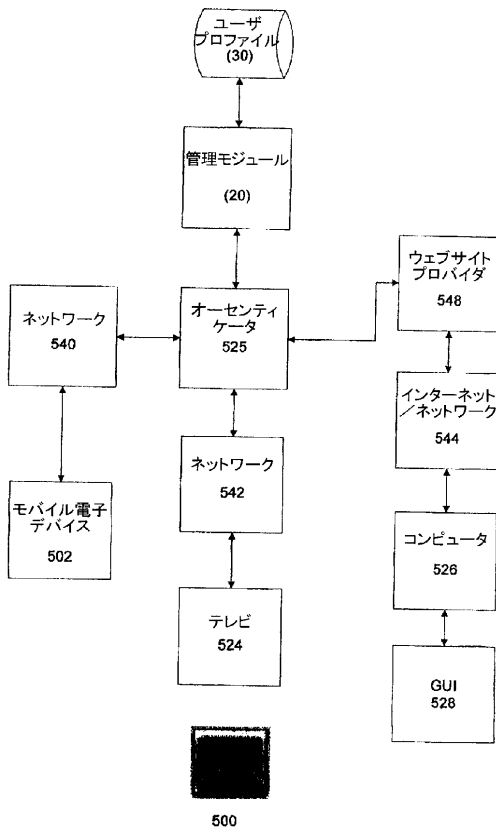 ユーザ
プロファイル
(30)
管理モジュール
(20)
オーセンティ
ケータ
525
ネットワーク
540
モバイル電子
デバイス
502
ネットワーク
542
テレビ
524
ウェブサイト
プロバイダ
548
インターネット
／ネットワーク
544
コンピュータ
526
GUI
528
500